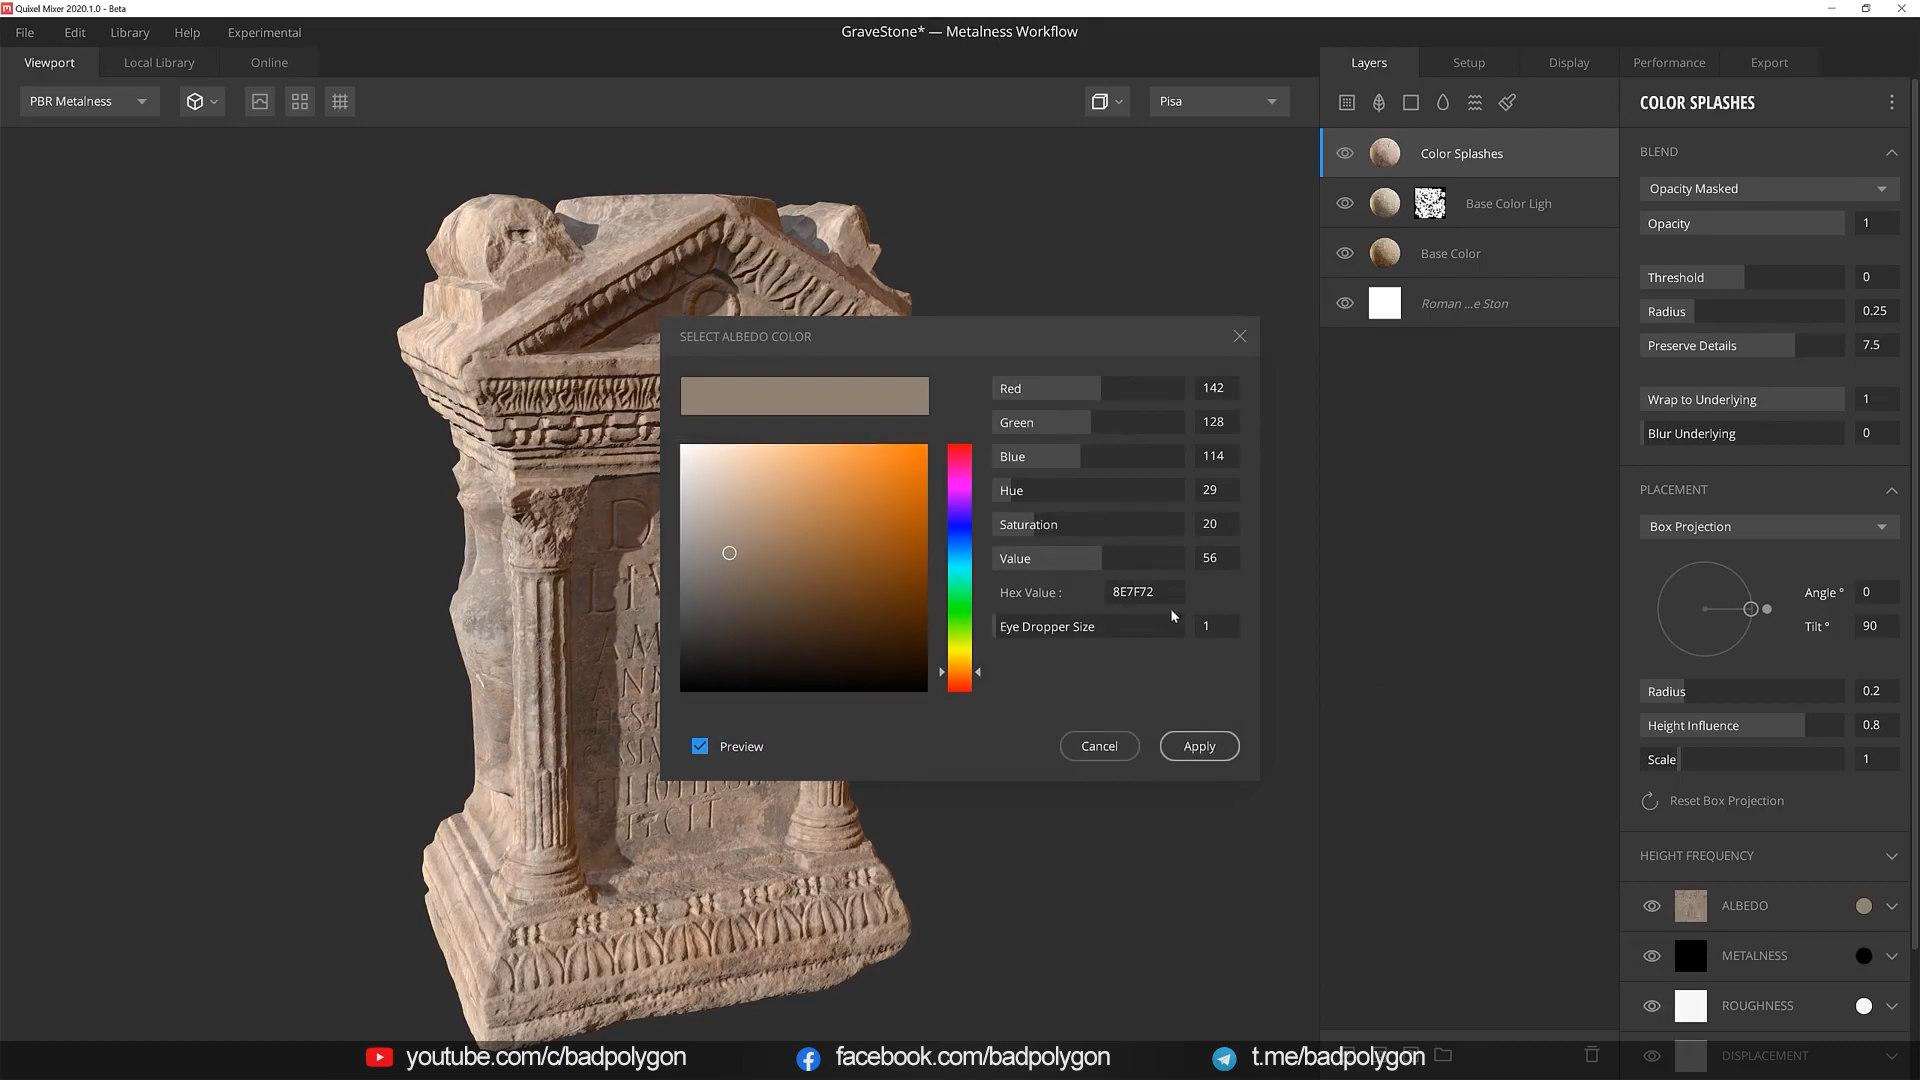 Quixel Mixer 2020.1.0 - Beta
File Edit Library Help Experimental
GraveStone* — Metalness Workflow
Viewport Local Library Online
Layers Setup Display Performance Export
PBR Metalness
Pisa
COLOR SPLASHES
Color Splashes
Base Color Ligh
Base Color
Roman ...e Ston
BLEND
Opacity Masked
Opacity 1
Threshold 0
Radius 0.25
Preserve Details 7.5
Wrap to Underlying 1
Blur Underlying 0
PLACEMENT
Box Projection
Angle ° 0
Tilt ° 90
Radius 0.2
Height Influence 0.8
Scale 1
Reset Box Projection
HEIGHT FREQUENCY
ALBEDO
METALNESS
ROUGHNESS
DISPLACEMENT
SELECT ALBEDO COLOR
Red 142
Green 128
Blue 114
Hue 29
Saturation 20
Value 56
Hex Value : 8E7F72
Eye Dropper Size 1
Preview
Cancel Apply
youtube.com/c/badpolygon facebook.com/badpolygon t.me/badpolygon